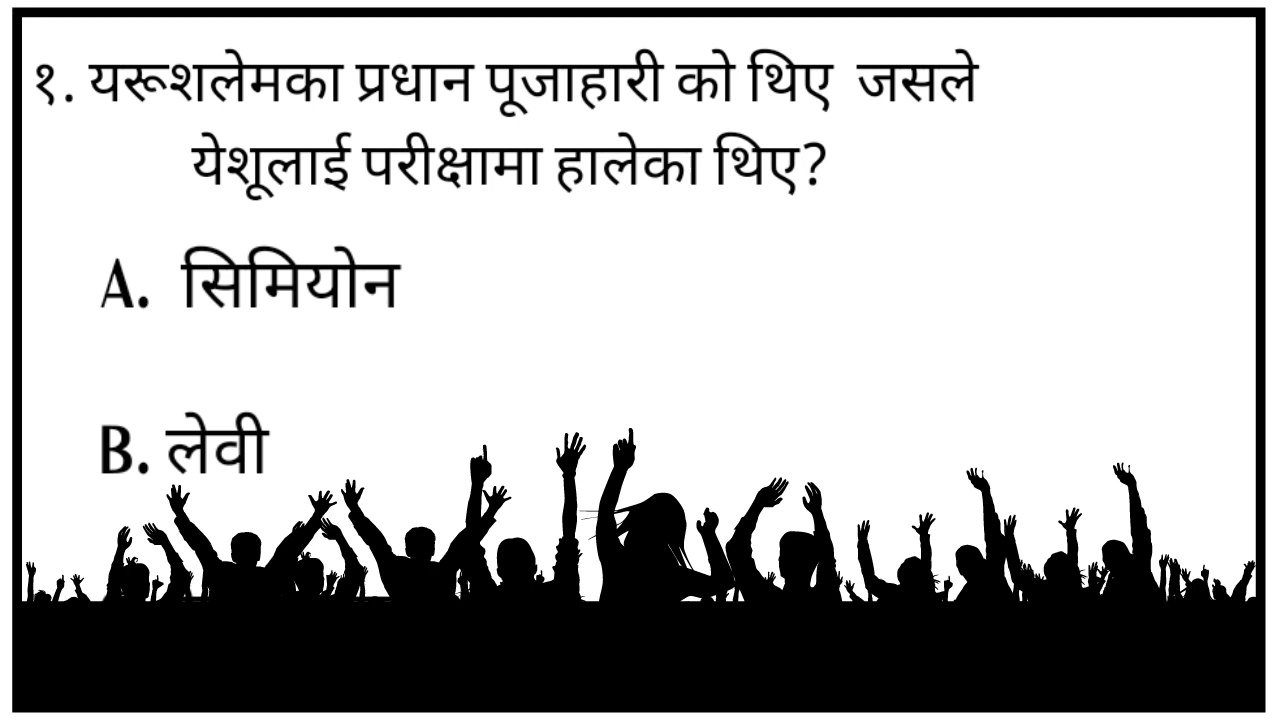 १. यरूशलेमका प्रधान पूजाहारी को थिए जसले
येशूलाई परीक्षामा हालेका थिए?
A. सिमियोन
B. लेवी